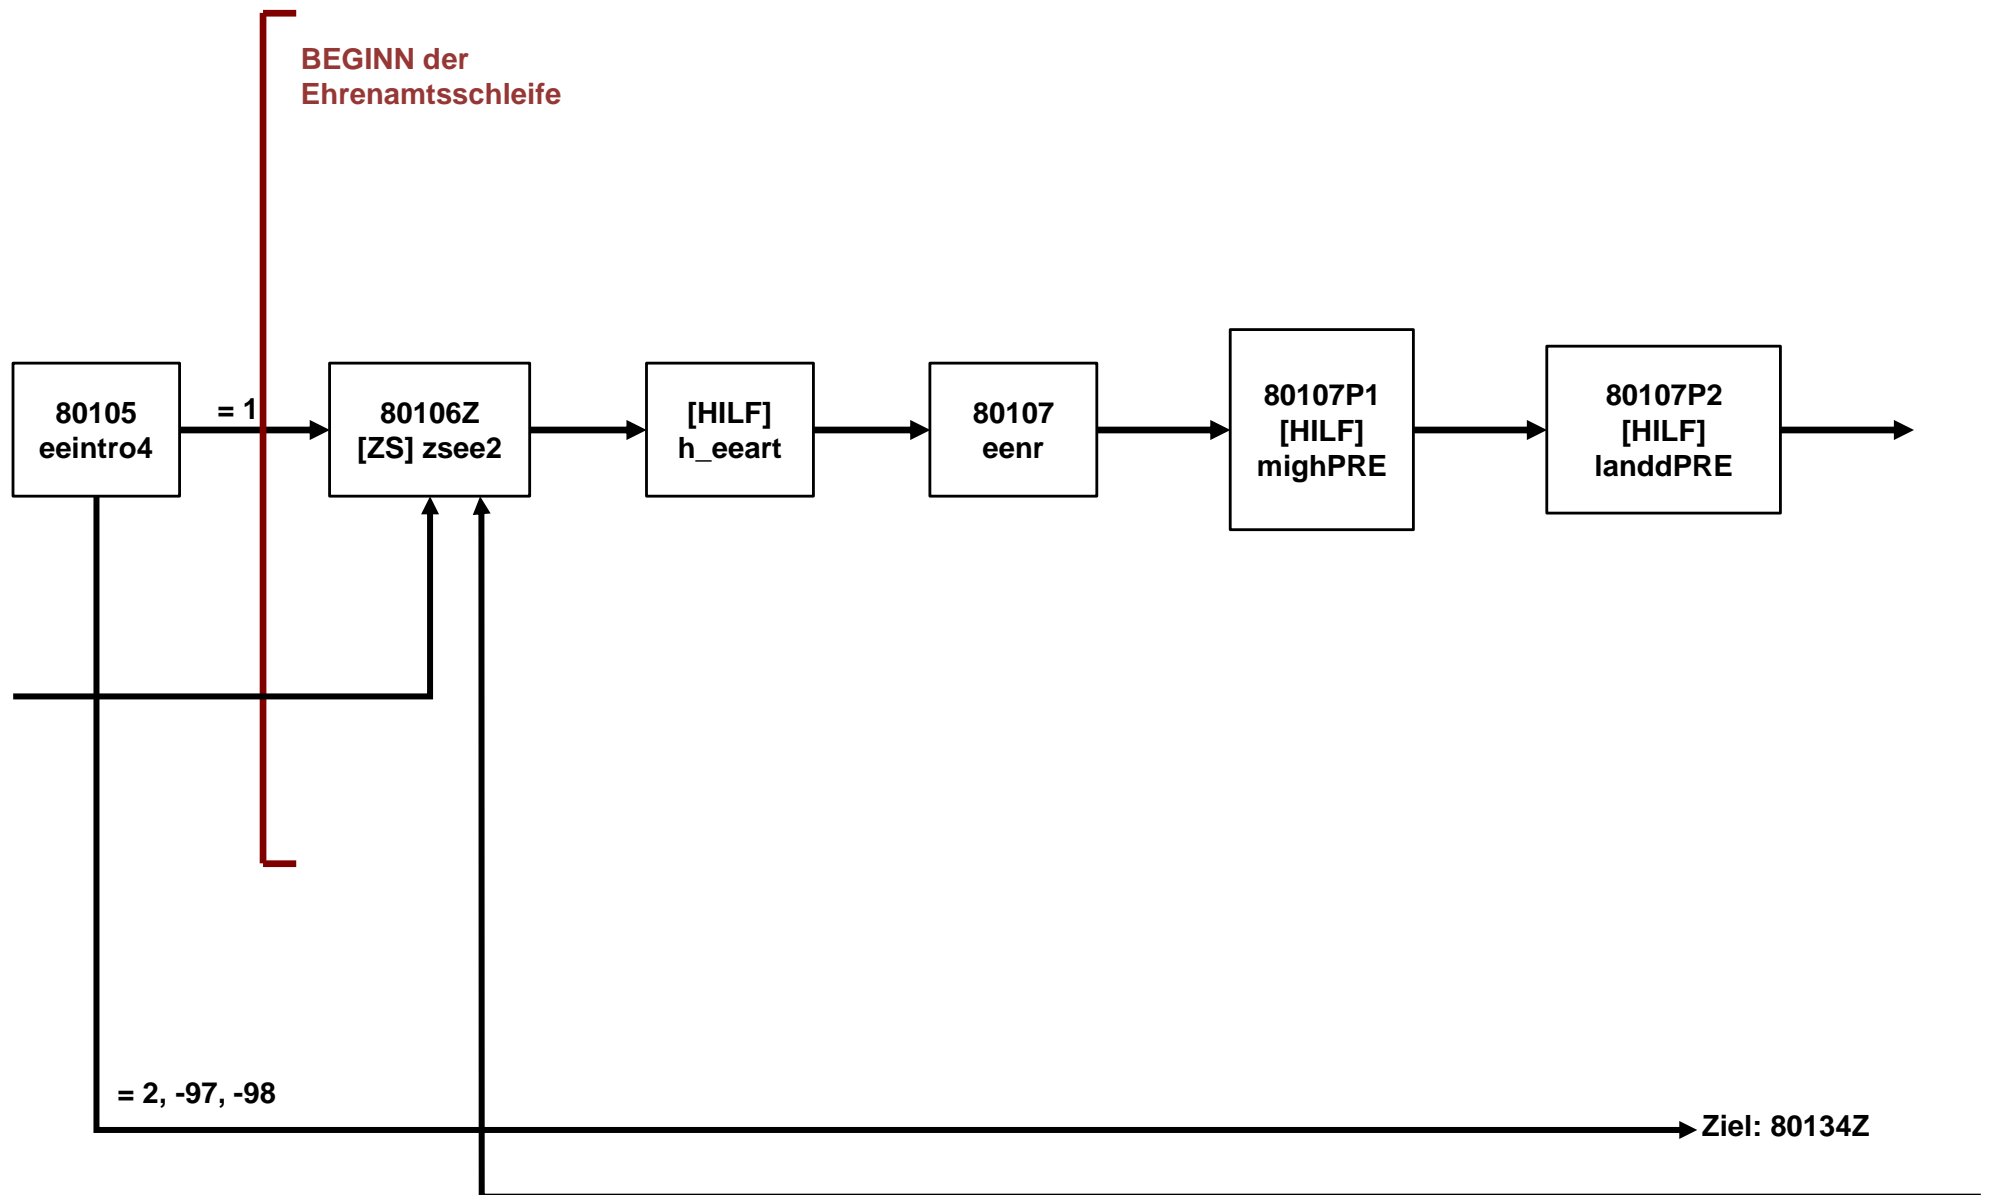 BEGINN der
Ehrenamtsschleife
80105
eeintro4
= 1
80106Z
[ZS] zsee2
[HILF]
h_eeart
80107
eenr
80107P1
[HILF]
mighPRE
80107P2
[HILF]
landdPRE
= 2, -97, -98
Ziel: 80134Z